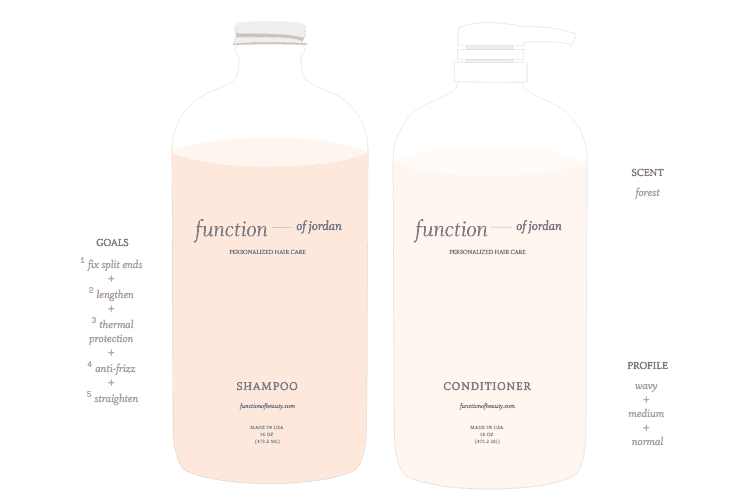 GOALS
1 fix split ends
+
2 lengthen
+
3 thermal
protection
+
4 anti-frizz
+
5 straighten
function — of jordan
PERSONALIZED HAIR CARE
SHAMPOO
functionofbeauty.com
MADE IN USA
16 OZ
(473.2 ML)
function — of jordan
PERSONALIZED HAIR CARE
CONDITIONER
functionofbeauty.com
MADE IN USA
16 OZ
(473.2 ML)
SCENT
forest
PROFILE
wavy
+
medium
+
normal